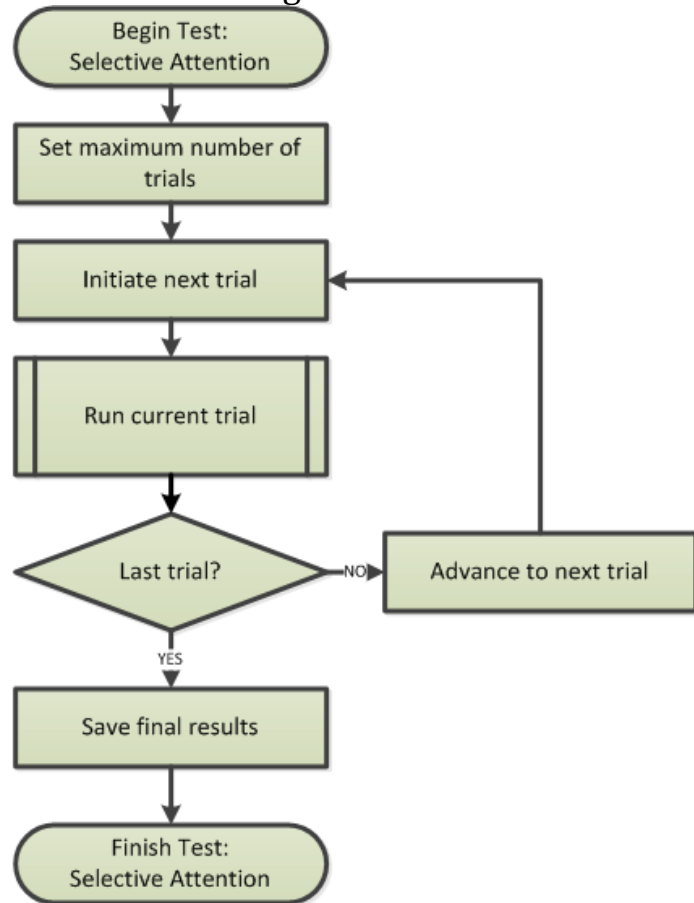 Begin Test:
Selective Attention
Set maximum number of
trials
Initiate next trial
Run current trial
Last trial?
NO
Advance to next trial
YES
Save final results
Finish Test:
Selective Attention